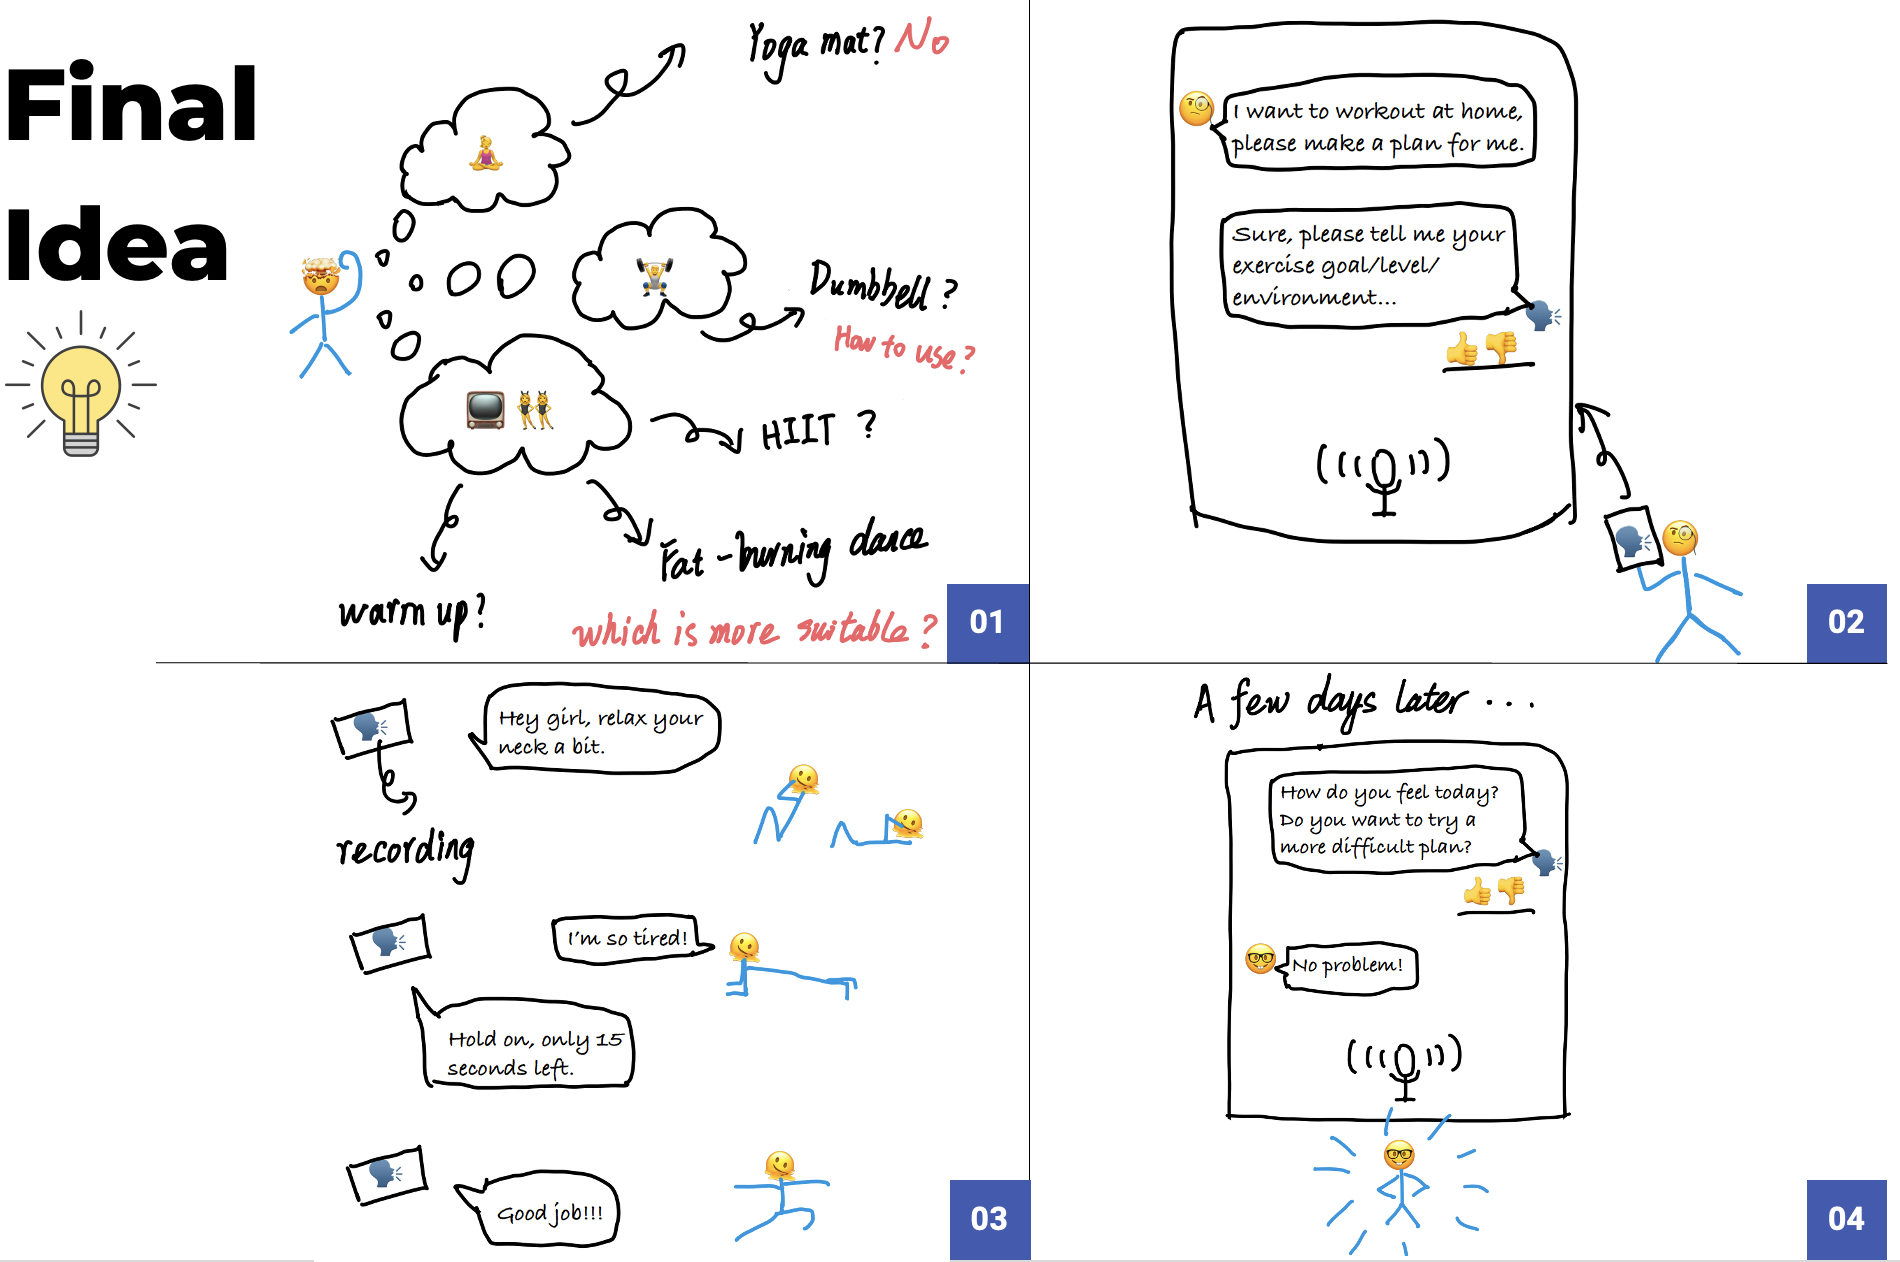 Final
Idea
Yoga mat? No
Dumbbell?
How to use?
HIIT ?
Fat-burning dance
warm up?
which is more suitable?
01
I want to workout at home,
please make a plan for me.
Sure, please tell me your
exercise goal/level/
environment...
02
Hey girl, relax your
neck a bit.
recording
I'm so tired!
Hold on, only 15
seconds left.
Good job!!!
03
A few days later ...
How do you feel today?
Do you want to try a
more difficult plan?
No problem!
04